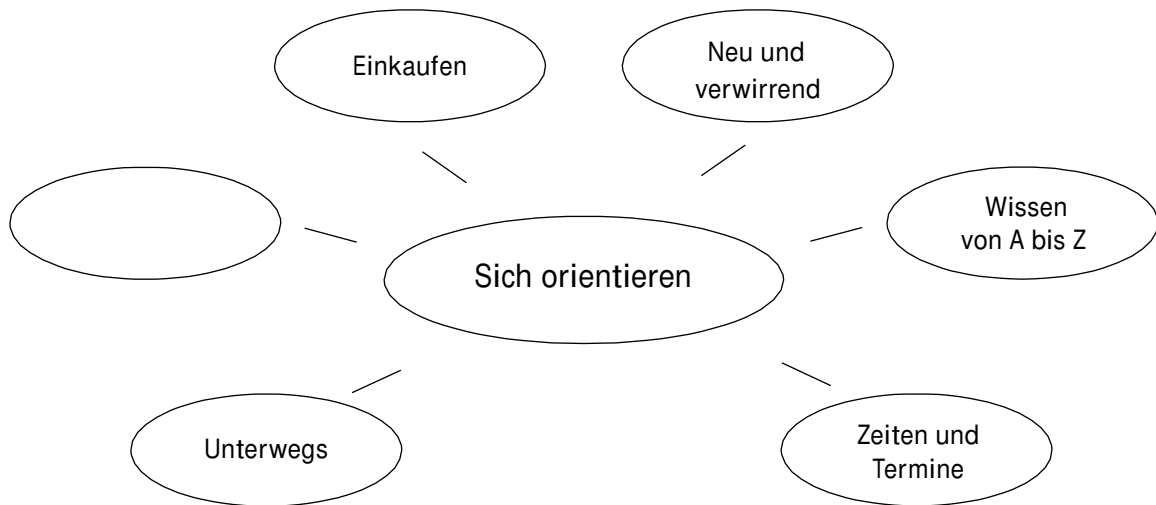 Einkaufen
Neu und
verwirrend
Wissen
von A bis Z
Sich orientieren
Unterwegs
Zeiten und
Termine